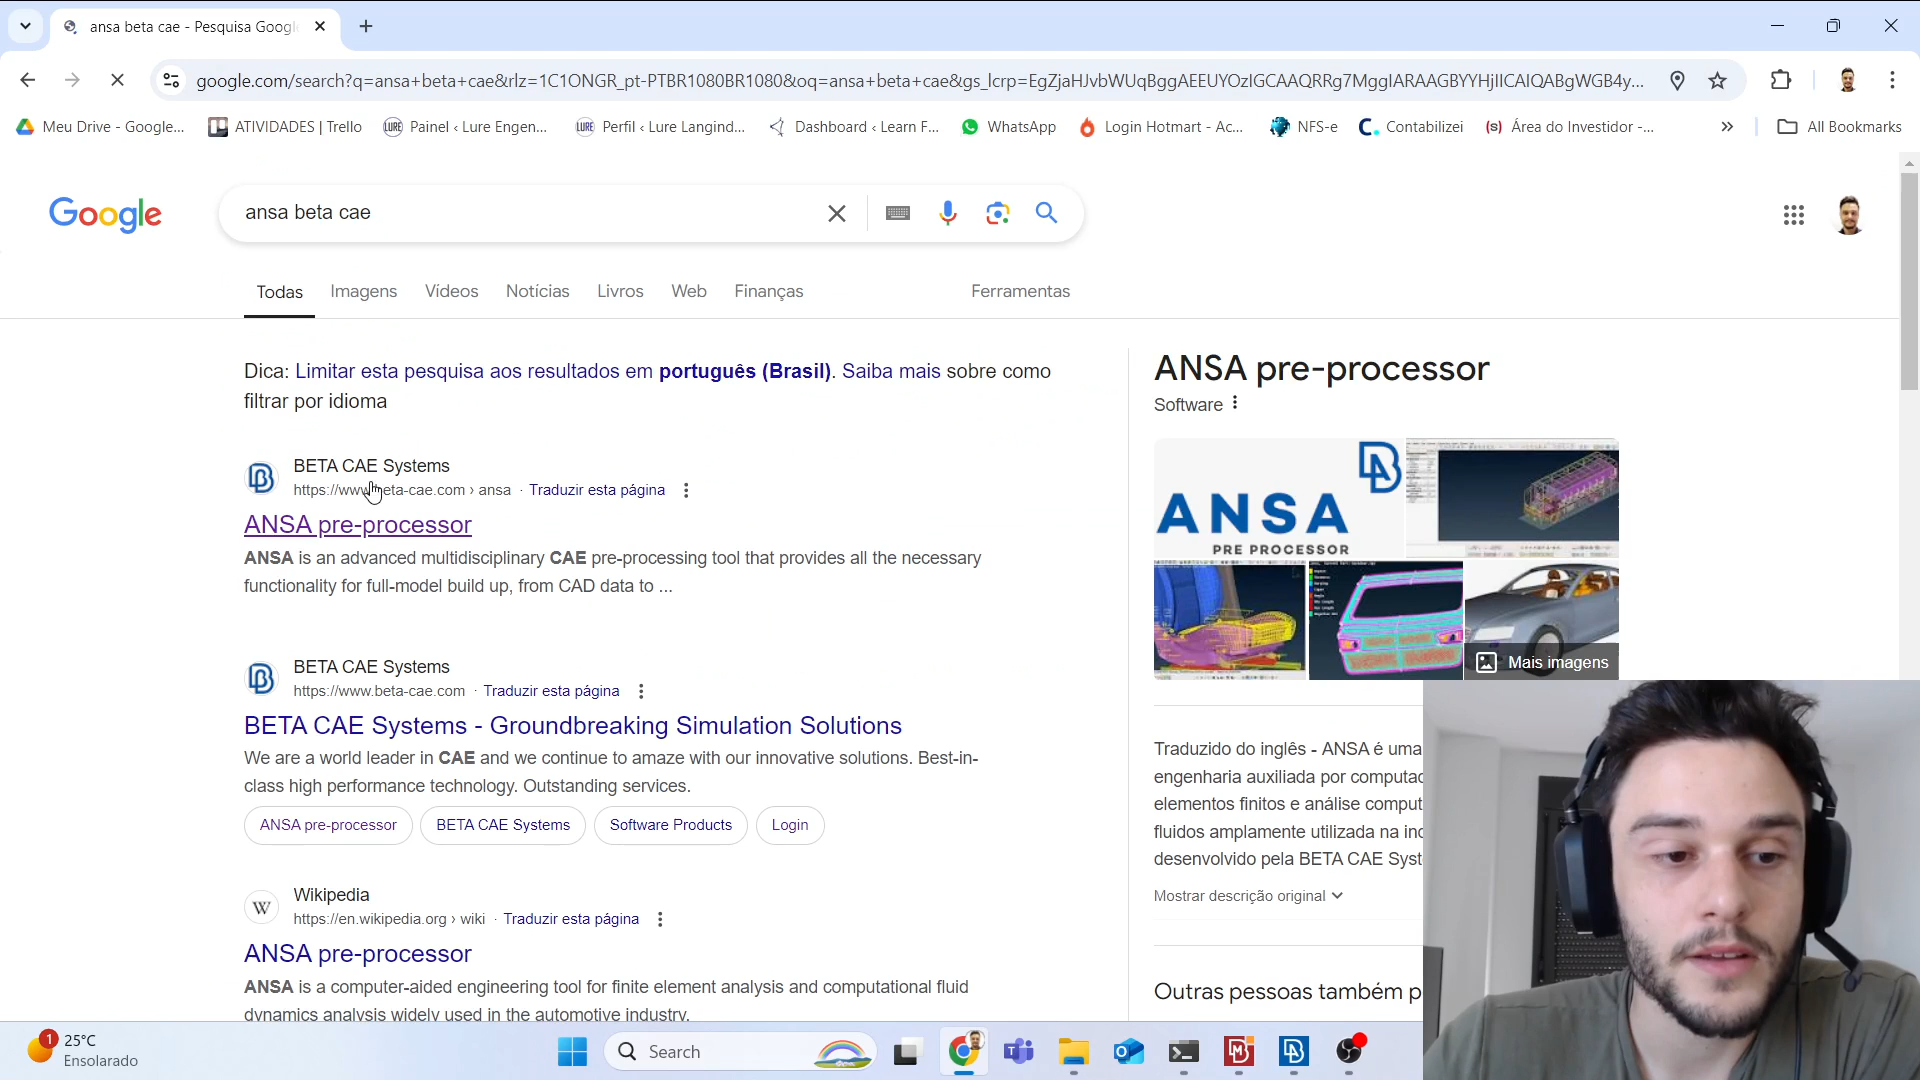 ansa beta cae - Pesquisa Googl
google.com/search?q=ansa+beta+cae&rlz=1C1ONGR_pt-PTBR1080BR1080&oq=ansa+beta+cae&gs_lcrp=EgZjaHJvbWUqBggAEEUYOzIGCAAQRRg7MggIARAAGBYYHjIICAIQABgWGB4y...
Meu Drive - Google... ATIVIDADES | Trello Painel ‹ Lure Engen... Perfil ‹ Lure Langind... Dashboard ‹ Learn F... WhatsApp Login Hotmart - Ac... NFS-e Contabilizei Área do Investidor -... » All Bookmarks
Google
ansa beta cae
Todas Imagens Vídeos Notícias Livros Web Finanças Ferramentas
Dica: Limitar esta pesquisa aos resultados em português (Brasil). Saiba mais sobre como
filtrar por idioma
BETA CAE Systems
https://www.beta-cae.com › ansa · Traduzir esta página
ANSA pre-processor
ANSA is an advanced multidisciplinary CAE pre-processing tool that provides all the necessary
functionality for full-model build up, from CAD data to ...
BETA CAE Systems
https://www.beta-cae.com · Traduzir esta página
BETA CAE Systems - Groundbreaking Simulation Solutions
We are a world leader in CAE and we continue to amaze with our innovative solutions. Best-in-
class high performance technology. Outstanding services.
ANSA pre-processor BETA CAE Systems Software Products Login
Wikipedia
https://en.wikipedia.org › wiki · Traduzir esta página
ANSA pre-processor
ANSA is a computer-aided engineering tool for finite element analysis and computational fluid
dynamics analysis widely used in the automotive industry.
ANSA pre-processor
Software
ANSA
PRE PROCESSOR
Mais imagens
Traduzido do inglês - ANSA é uma
engenharia auxiliada por computa
elementos finitos e análise comput
fluidos amplamente utilizada na in
desenvolvido pela BETA CAE Syst
Mostrar descrição original
Outras pessoas também p
1
25°C
Ensolarado
Search